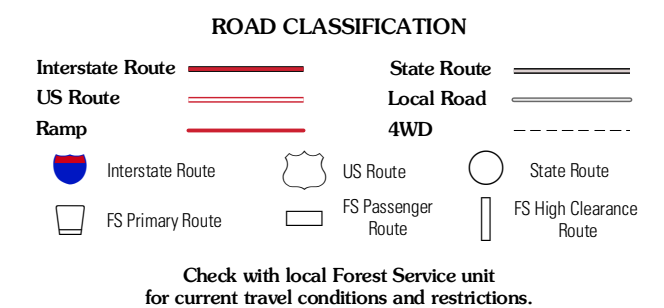 ROAD CLASSIFICATION
Interstate Route
State Route
US Route
Local Road
Ramp
4WD
Interstate Route
US Route
State Route
FS Primary Route
FS Passenger
Route
FS High Clearance
Route
Check with local Forest Service unit
for current travel conditions and restrictions.